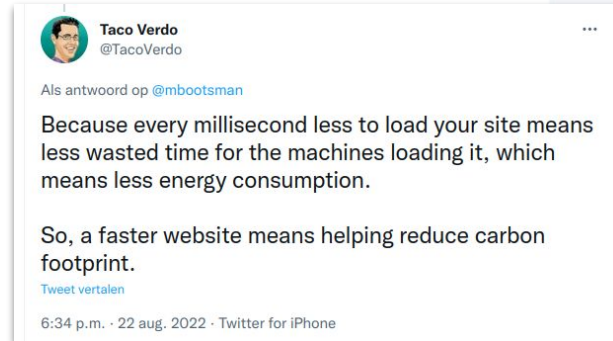 Taco Verdo
@TacoVerdo
Als antwoord op @mbootsman
Because every millisecond less to load your site means
less wasted time for the machines loading it, which
means less energy consumption.
So, a faster website means helping reduce carbon
footprint.
Tweet vertalen
6:34 p.m. · 22 aug. 2022 · Twitter for iPhone